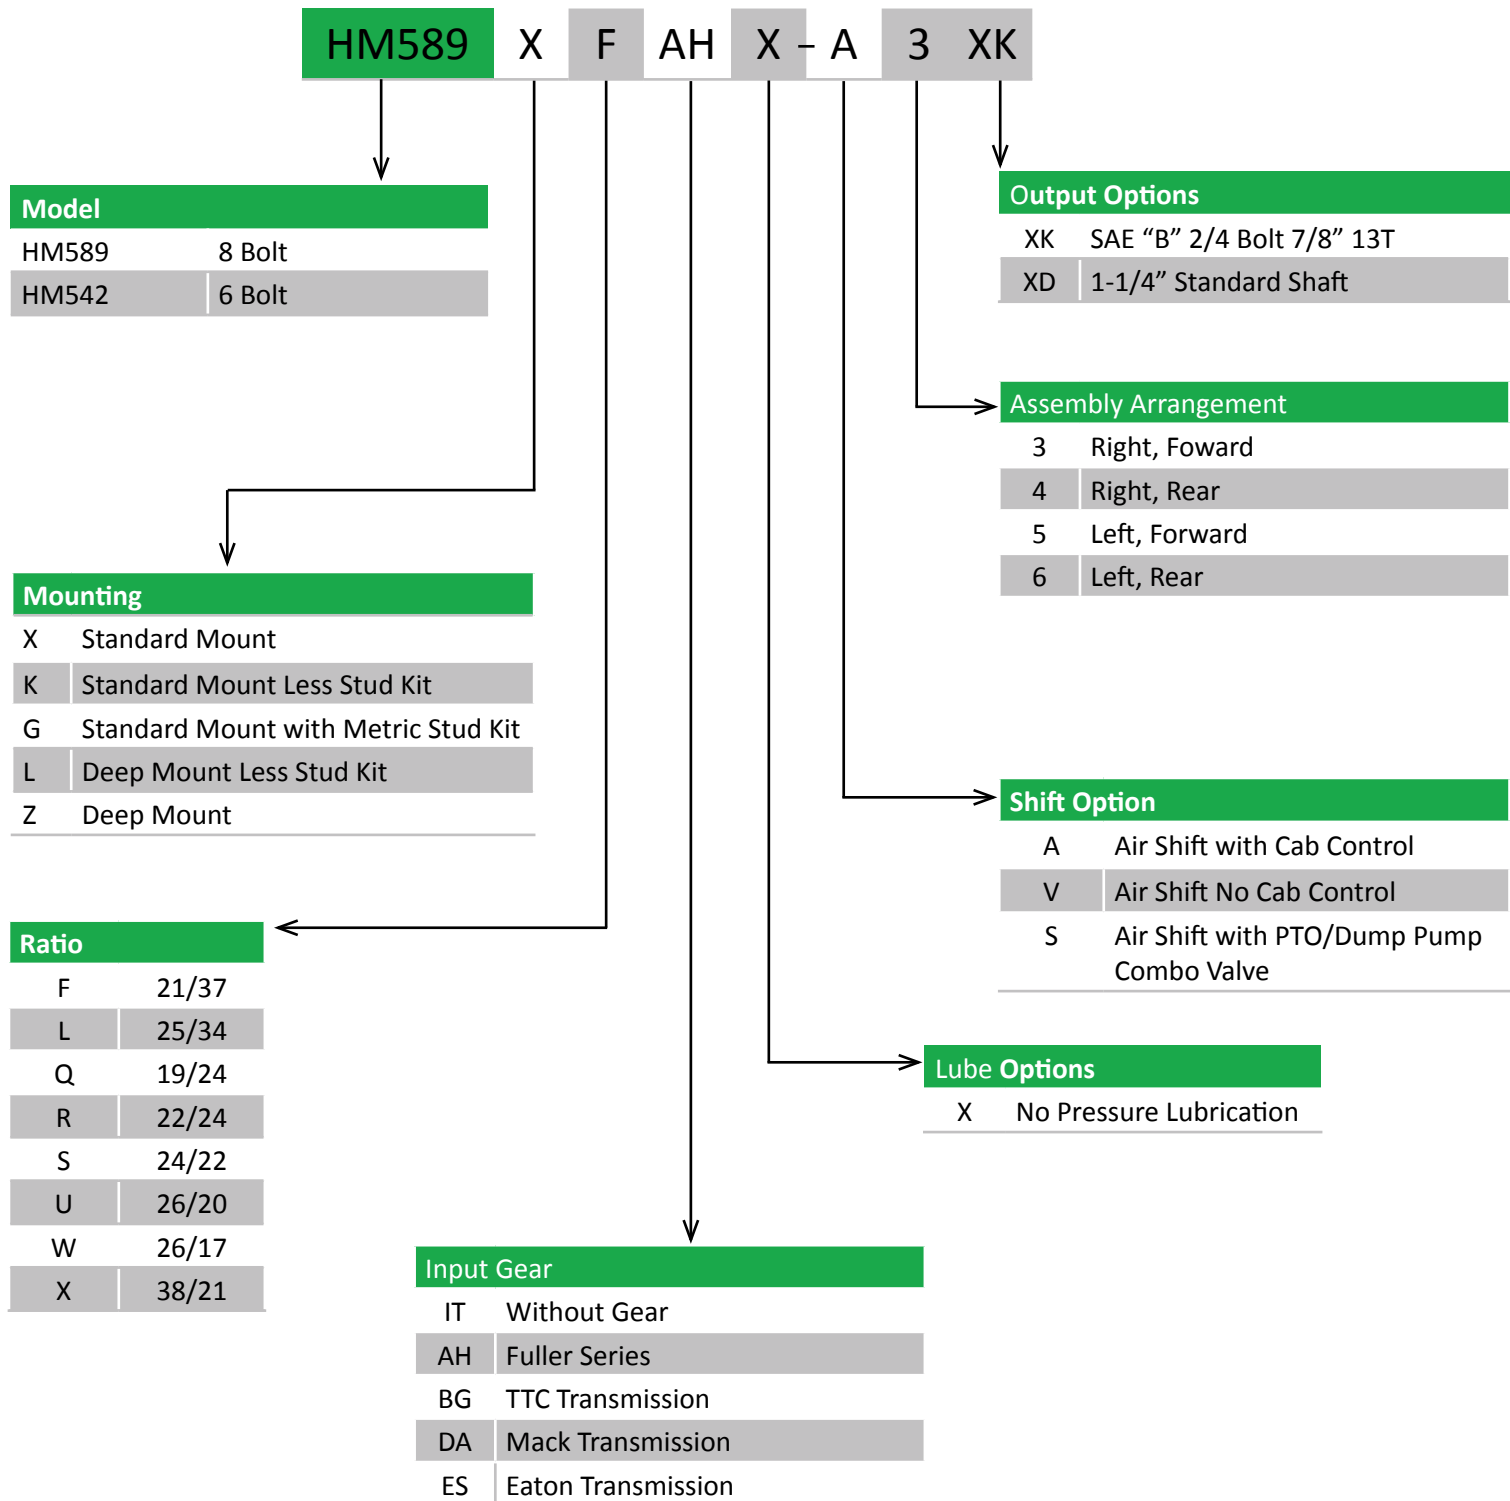 HM589 X F AH X - A 3 XK
Model
HM589 8 Bolt
HM542 6 Bolt
Output Options
XK SAE “B” 2/4 Bolt 7/8” 13T
XD 1-1/4” Standard Shaft
Assembly Arrangement
3 Right, Foward
4 Right, Rear
5 Left, Forward
6 Left, Rear
Mounting
X Standard Mount
K Standard Mount Less Stud Kit
G Standard Mount with Metric Stud Kit
L Deep Mount Less Stud Kit
Z Deep Mount
Shift Option
A Air Shift with Cab Control
V Air Shift No Cab Control
S Air Shift with PTO/Dump Pump
Combo Valve
Ratio
F 21/37
L 25/34
Q 19/24
R 22/24
S 24/22
U 26/20
W 26/17
X 38/21
Lube Options
X No Pressure Lubrication
Input Gear
IT Without Gear
AH Fuller Series
BG TTC Transmission
DA Mack Transmission
ES Eaton Transmission